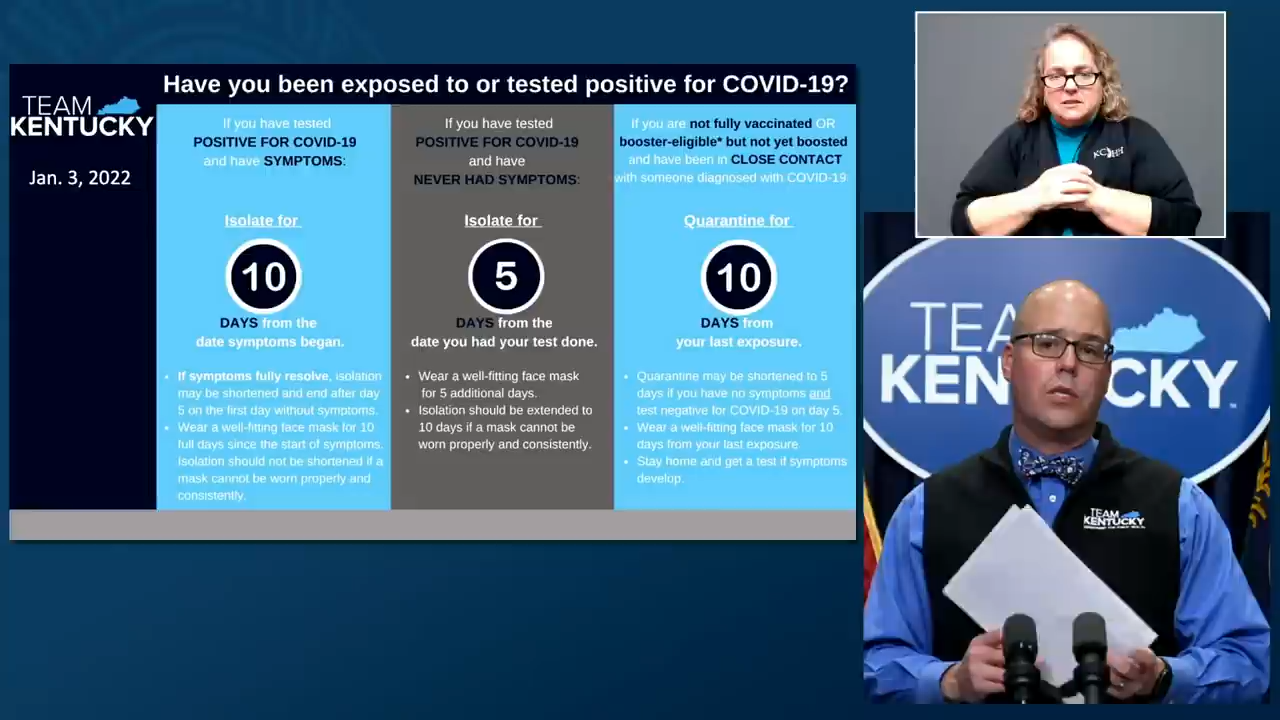 Have you been exposed to or tested positive for COVID-19?
TEAM
KENTUCKY
Jan. 3, 2022
If you have tested
POSITIVE FOR COVID-19
and have SYMPTOMS:
Isolate for
10
DAYS from the
date symptoms began.
• If symptoms fully resolve, isolation
may be shortened and end after day
5 on the first day without symptoms.
• Wear a well-fitting face mask for 10
full days since the start of symptoms.
Isolation should not be shortened if a
mask cannot be worn properly and
consistently.
If you have tested
POSITIVE FOR COVID-19
and have
NEVER HAD SYMPTOMS:
Isolate for
5
DAYS from the
date you had your test done.
• Wear a well-fitting face mask
for 5 additional days.
• Isolation should be extended to
10 days if a mask cannot be
worn properly and consistently.
If you are not fully vaccinated OR
booster-eligible* but not yet boosted
and have been in CLOSE CONTACT
with someone diagnosed with COVID-19:
Quarantine for
10
DAYS from
your last exposure.
• Quarantine may be shortened to 5
days if you have no symptoms and
test negative for COVID-19 on day 5.
• Wear a well-fitting face mask for 10
days from your last exposure.
• Stay home and get a test if symptoms
develop.
TEA
KEN CKY
TEAM
KENTUCKY